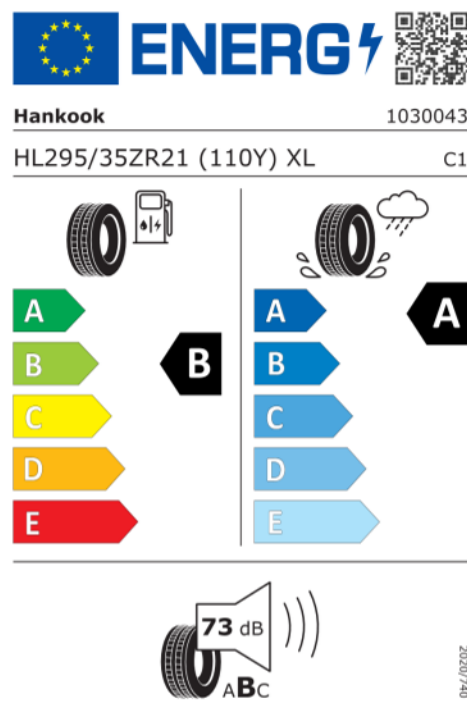 ENERG
Hankook
1030043
HL295/35ZR21 (110Y) XL
C1
A
B
C
D
E
B
A
B
C
D
E
A
73 dB
ABC
2020/740